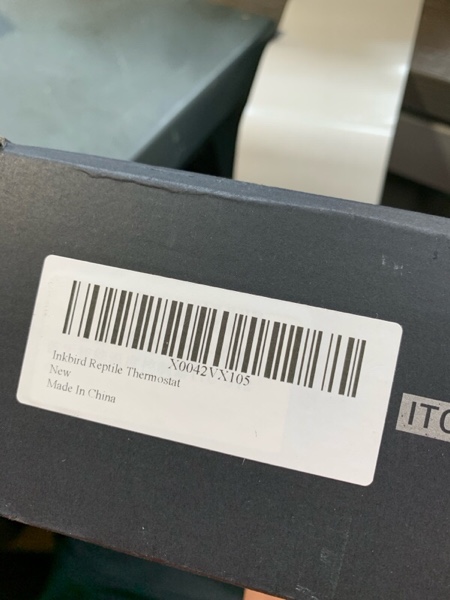 X0042VX105
Inkbird Reptile Thermostat
New
Made In China
ITC